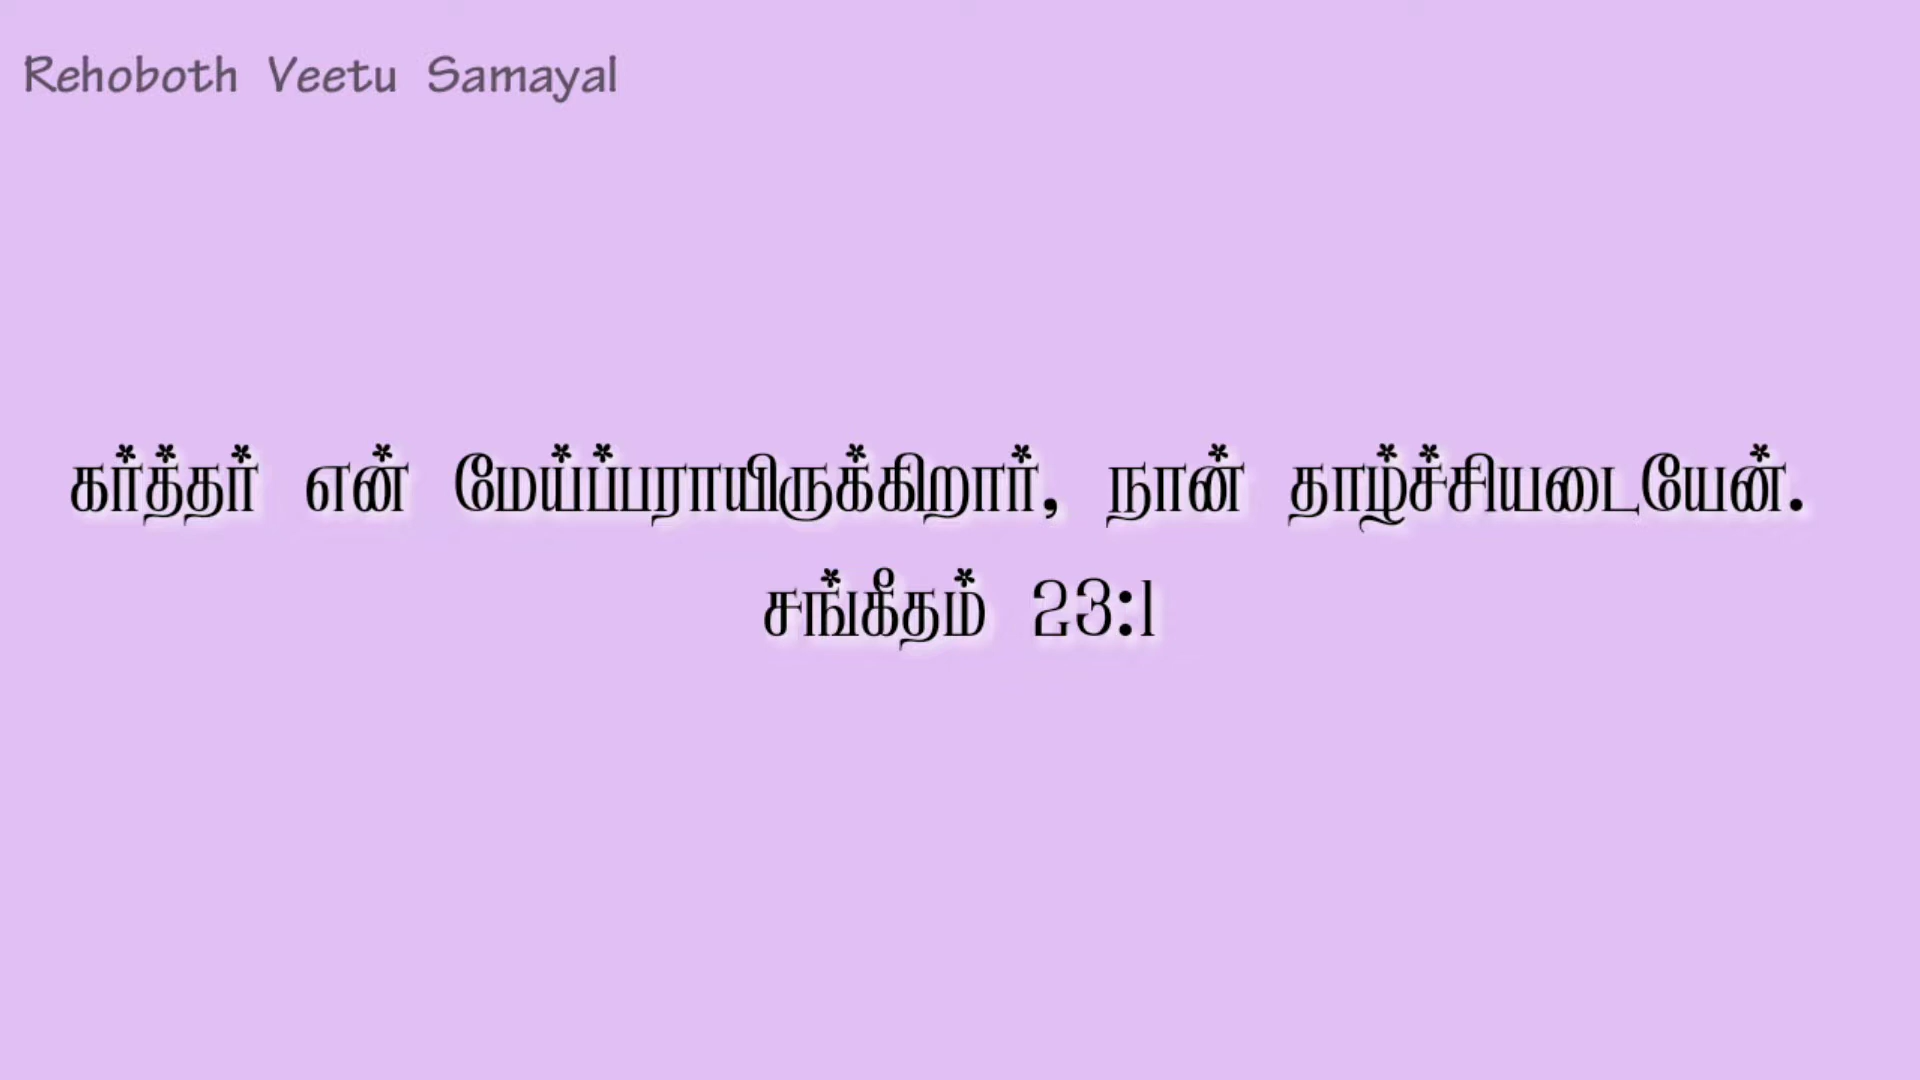 Rehoboth Veetu Samayal
கர்த்தர் என் மேய்ப்பராயிருக்கிறார், நான் தாழ்ச்சியடையேன்.
சங்கீதம் 23:1